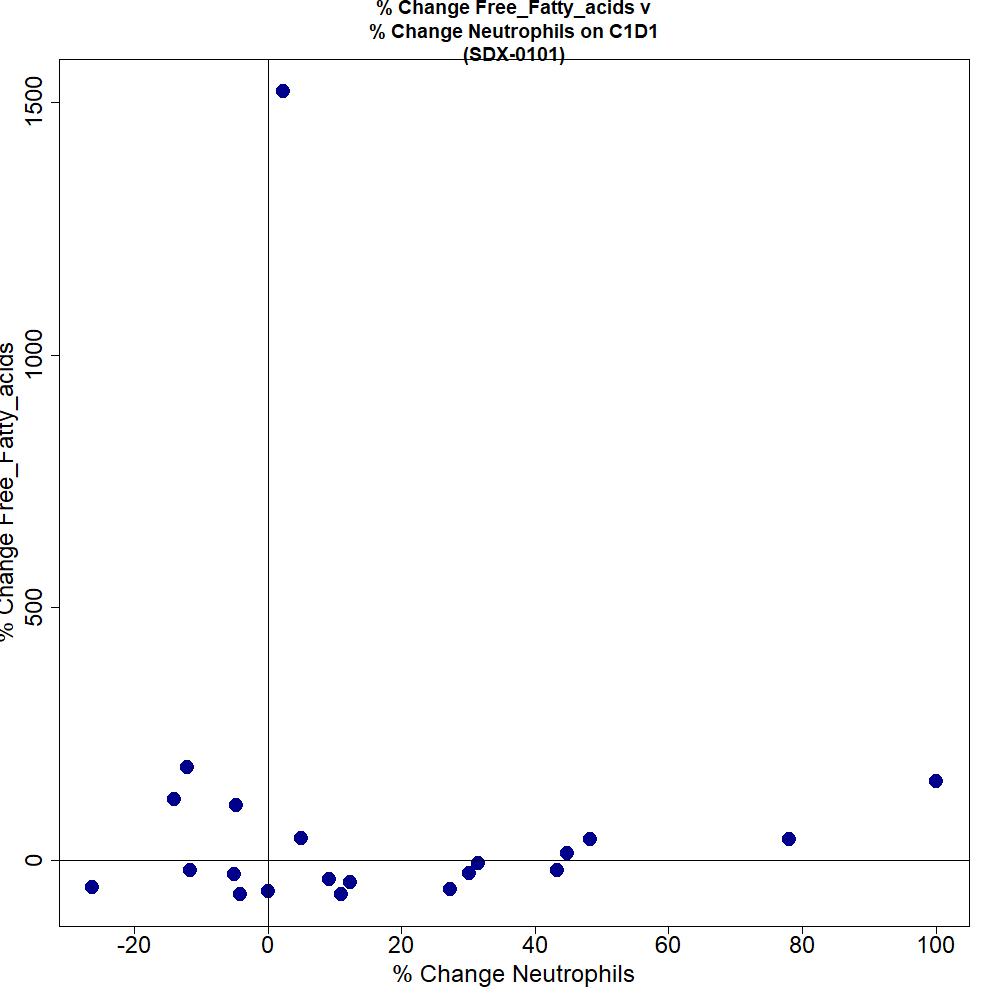 % Change Free_Fatty_acids v
% Change Neutrophils on C1D1
(SDX-0101)
% Change Free_Fatty_acids
1500
1000
500
0
-20 0 20 40 60 80 100
% Change Neutrophils